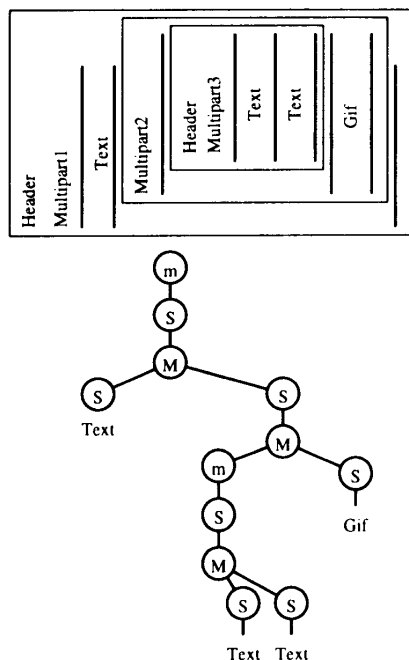 Header
Multipart1
Text
Multipart2
Header
Multipart3
Text
Text
Gif
m
S
M
S
S
Text
M
m
S
S
Gif
M
S
S
Text
Text